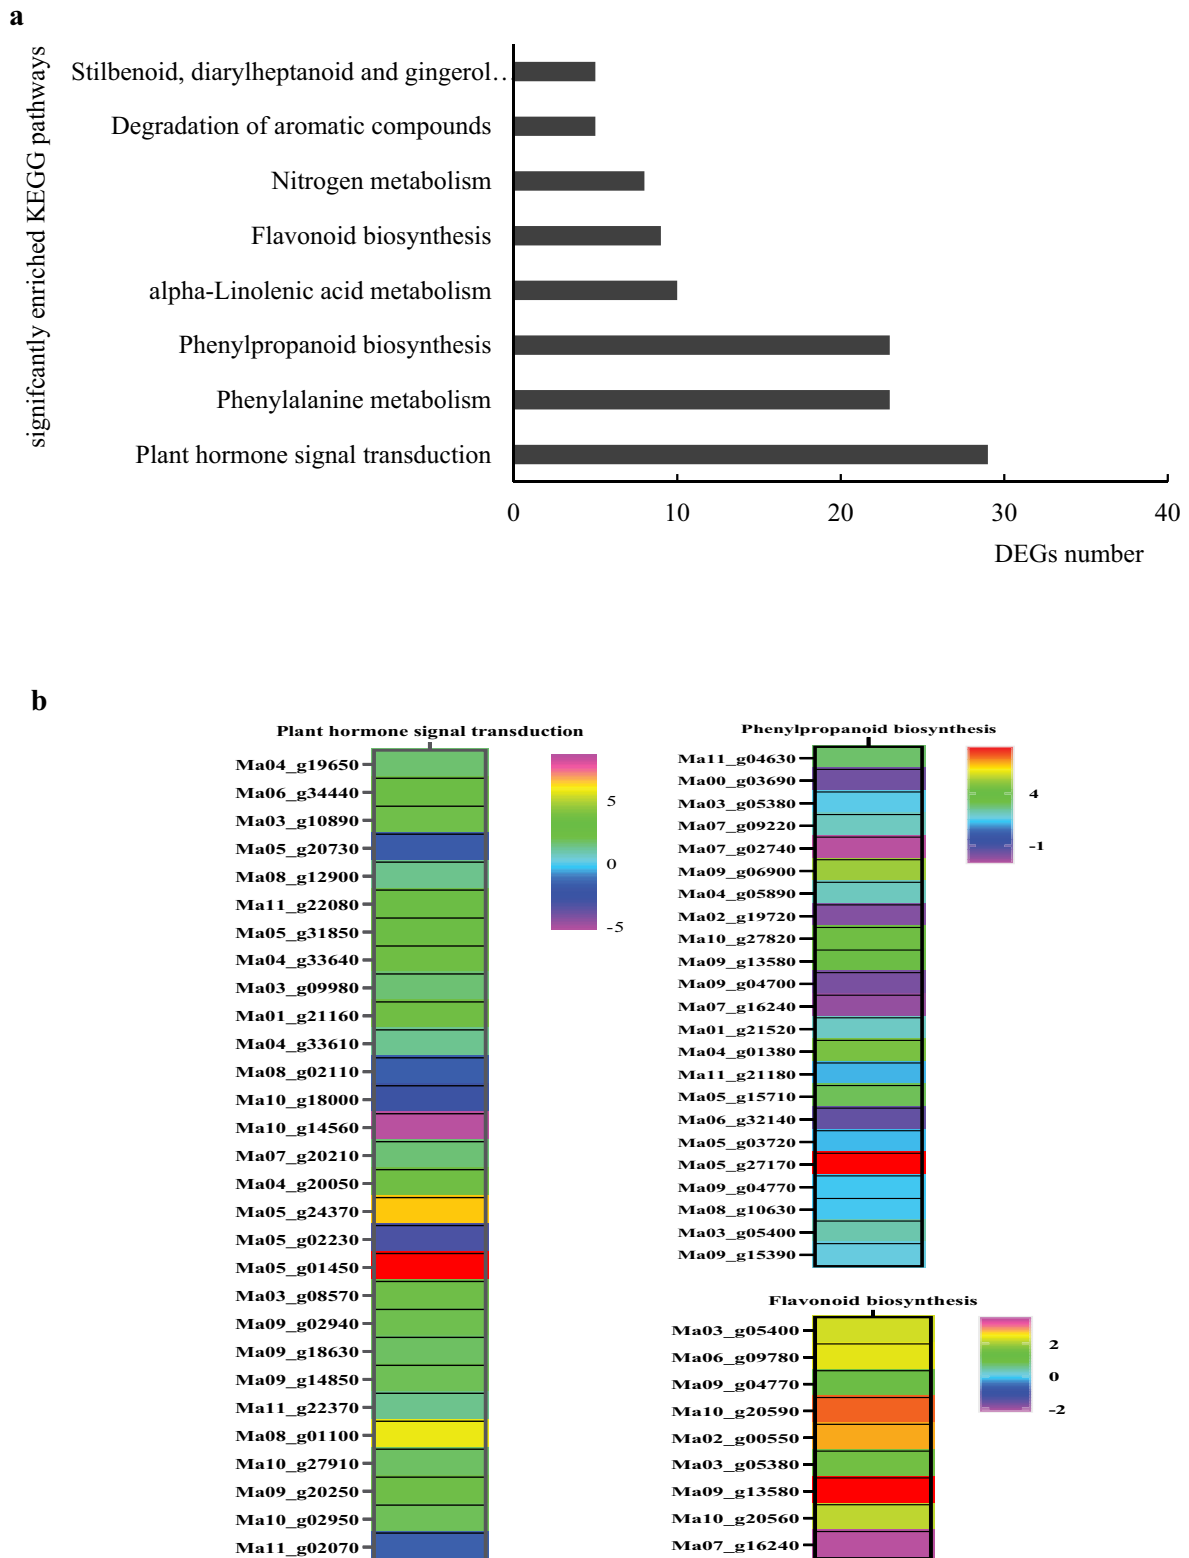 a
signifcantly enriched KEGG pathways
Stilbenoid, diarylheptanoid and gingerol…
Degradation of aromatic compounds
Nitrogen metabolism
Flavonoid biosynthesis
alpha-Linolenic acid metabolism
Phenylpropanoid biosynthesis
Phenylalanine metabolism
Plant hormone signal transduction
0 10 20 30 40
DEGs number
b
Plant hormone signal transduction
Ma04_g19650
Ma06_g34440
Ma03_g10890
Ma05_g20730
Ma08_g12900
Ma11_g22080
Ma05_g31850
Ma04_g33640
Ma03_g09980
Ma01_g21160
Ma04_g33610
Ma08_g02110
Ma10_g18000
Ma10_g14560
Ma07_g20210
Ma04_g20050
Ma05_g24370
Ma05_g02230
Ma05_g01450
Ma03_g08570
Ma09_g02940
Ma09_g18630
Ma09_g14850
Ma11_g22370
Ma08_g01100
Ma10_g27910
Ma09_g20250
Ma10_g02950
Ma11_g02070
5
0
-5
Phenylpropanoid biosynthesis
Ma11_g04630
Ma00_g03690
Ma03_g05380
Ma07_g09220
Ma07_g02740
Ma09_g06900
Ma04_g05890
Ma02_g19720
Ma10_g27820
Ma09_g13580
Ma09_g04700
Ma07_g16240
Ma01_g21520
Ma04_g01380
Ma11_g21180
Ma05_g15710
Ma06_g32140
Ma05_g03720
Ma05_g27170
Ma09_g04770
Ma08_g10630
Ma03_g05400
Ma09_g15390
4
-1
Flavonoid biosynthesis
Ma03_g05400
Ma06_g09780
Ma09_g04770
Ma10_g20590
Ma02_g00550
Ma03_g05380
Ma09_g13580
Ma10_g20560
Ma07_g16240
2
0
-2